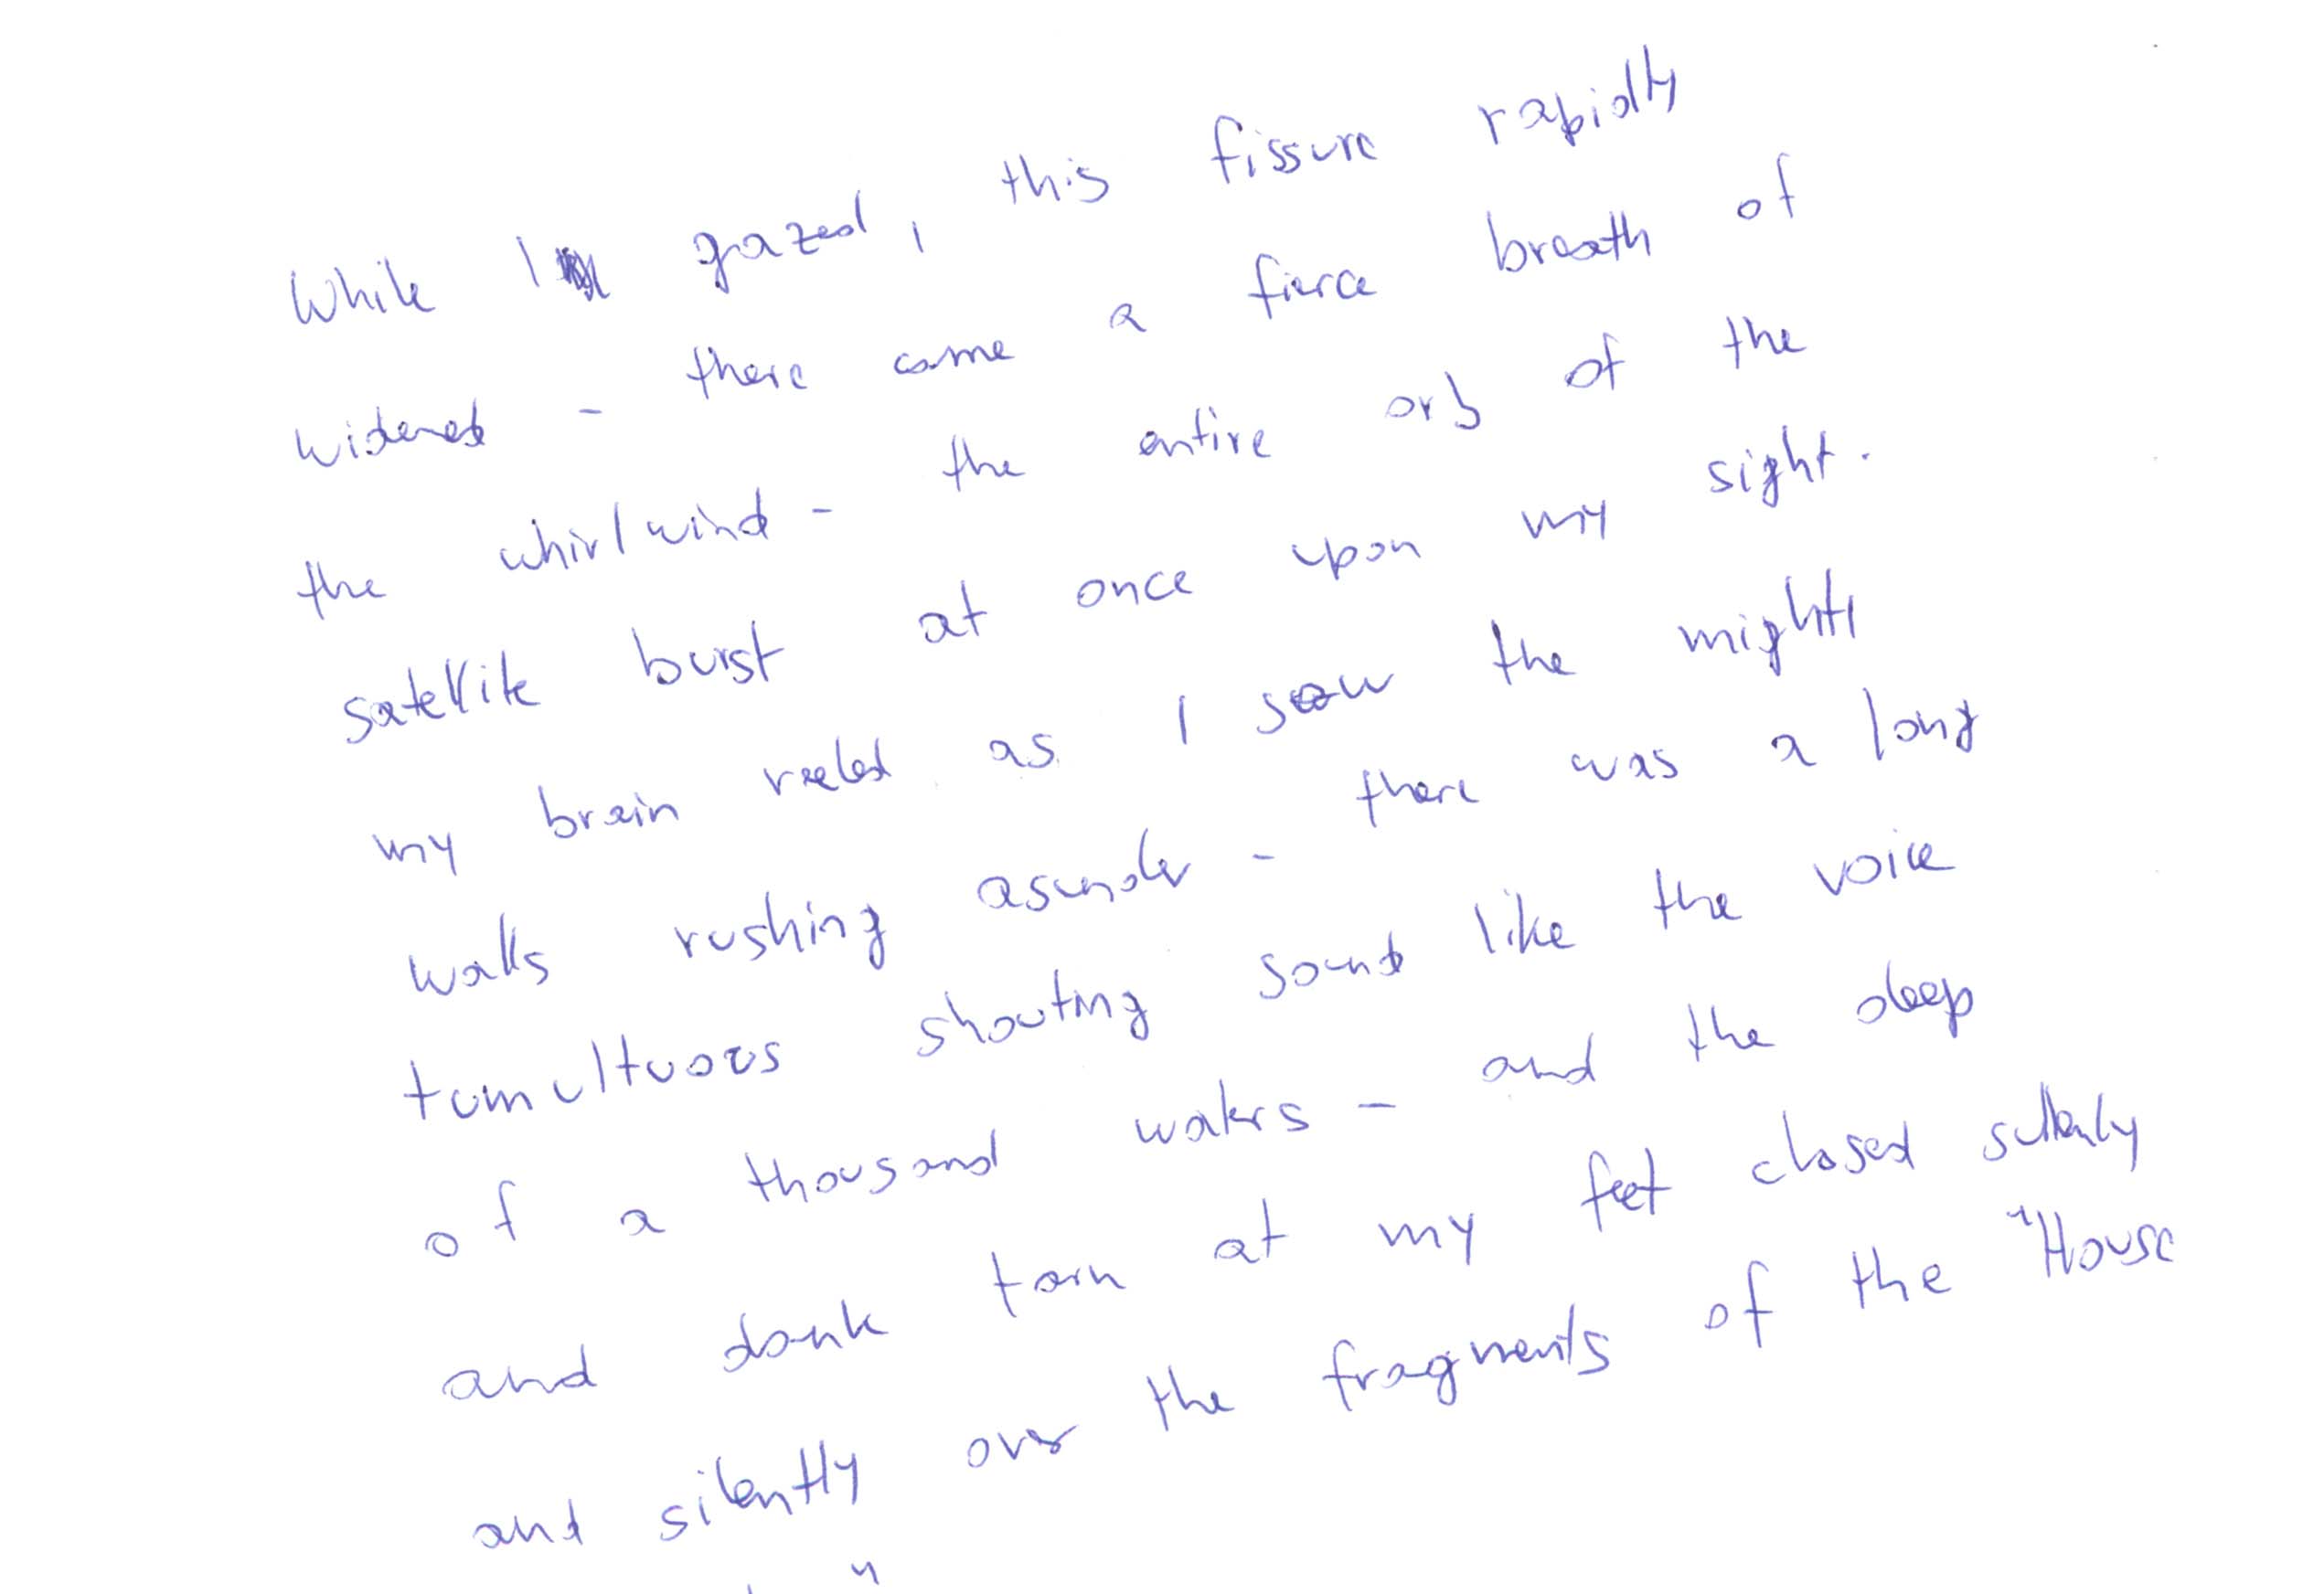 While I gazed, this fissure rapidly
widened - there came a fierce breath of
the whirlwind - the entire orb of the
satellite burst at once upon my sight.
my brain reeled as I saw the mighty
walls rushing asunder - there was a long
tumultuous shouting sound like the voice
of a thousand waters - and the deep
and dank tarn at my feet closed sullenly
and silently over the fragments of the "House
"